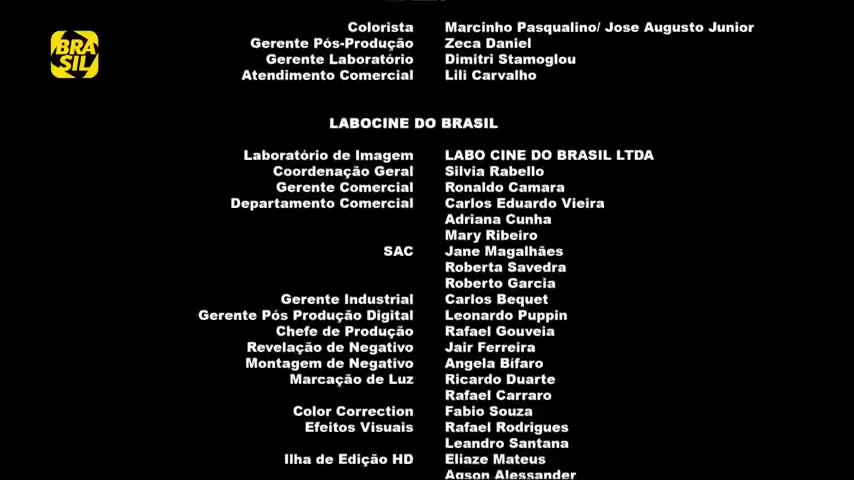 BRA
SIL
Colorista Marcinho Pasqualino/ Jose Augusto Junior
Gerente Pós-Produção Zeca Daniel
Gerente Laboratório Dimitri Stamoglou
Atendimento Comercial Lili Carvalho
LABOCINE DO BRASIL
Laboratório de Imagem LABO CINE DO BRASIL LTDA
Coordenação Geral Silvia Rabello
Gerente Comercial Ronaldo Camara
Departamento Comercial Carlos Eduardo Vieira
Adriana Cunha
Mary Ribeiro
SAC Jane Magalhães
Roberta Savedra
Roberto Garcia
Gerente Industrial Carlos Bequet
Gerente Pós Produção Digital Leonardo Puppin
Chefe de Produção Rafael Gouveia
Revelação de Negativo Jair Ferreira
Montagem de Negativo Angela Bífaro
Marcação de Luz Ricardo Duarte
Rafael Carraro
Color Correction Fabio Souza
Efeitos Visuais Rafael Rodrigues
Leandro Santana
Ilha de Edição HD Eliaze Mateus
Agson Alessander